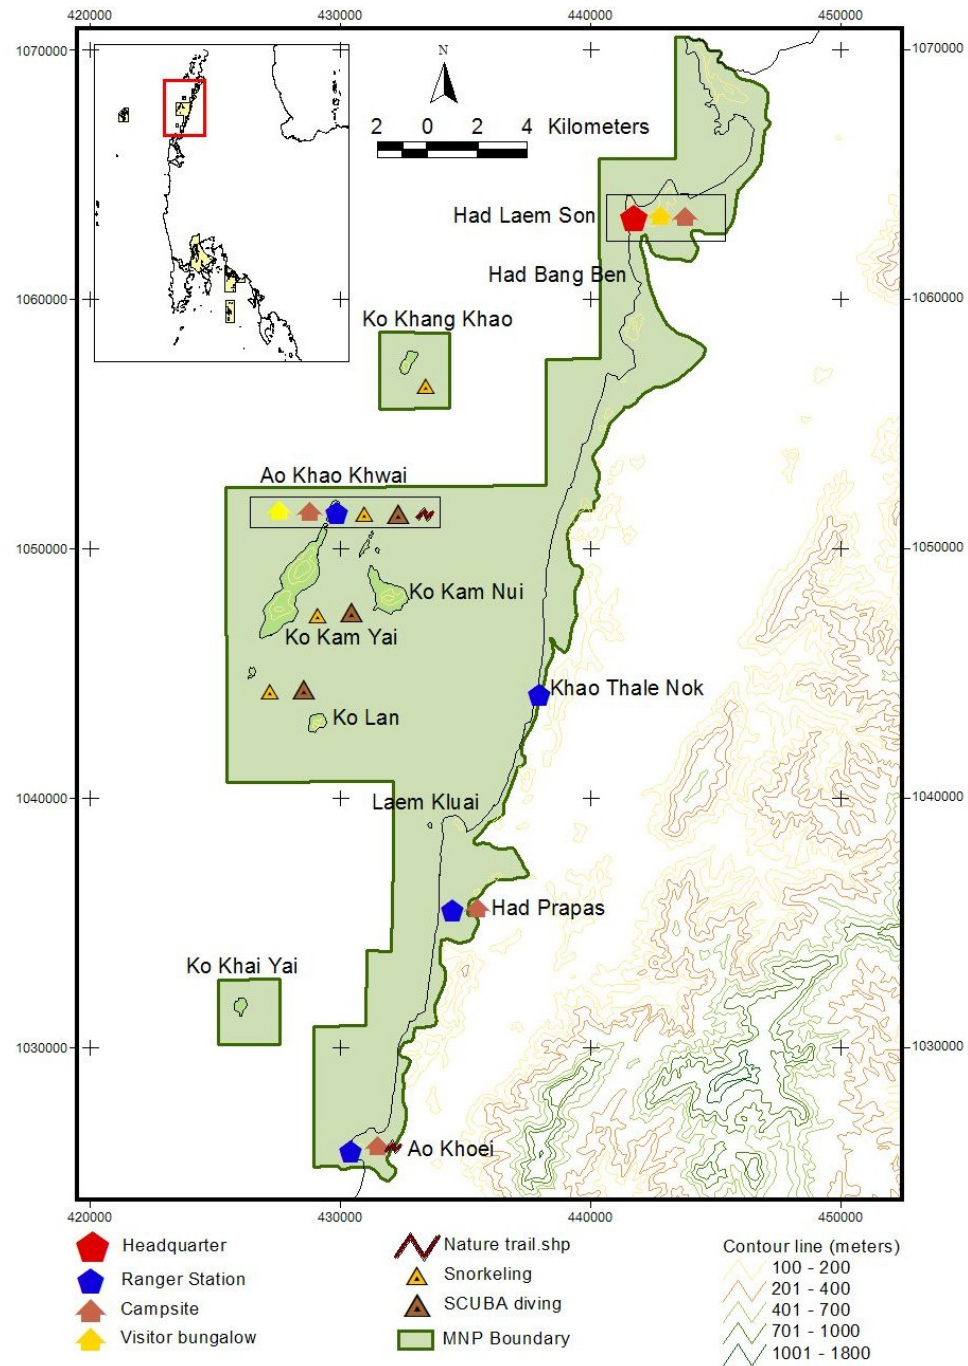 420000 430000 440000 450000
1070000 1070000
N
2 0 2 4 Kilometers
Had Laem Son
Had Bang Ben
1060000 1060000
Ko Khang Khao
Ao Khao Khwai
1050000 1050000
Ko Kam Nui
Ko Kam Yai
Khao Thale Nok
Ko Lan
1040000 1040000
Laem Kluai
Had Prapas
Ko Khai Yai
1030000 1030000
Ao Khoei
420000 430000 440000 450000
Headquarter
Ranger Station
Campsite
Visitor bungalow
Nature trail.shp
Snorkeling
SCUBA diving
MNP Boundary
Contour line (meters)
100 - 200
201 - 400
401 - 700
701 - 1000
1001 - 1800